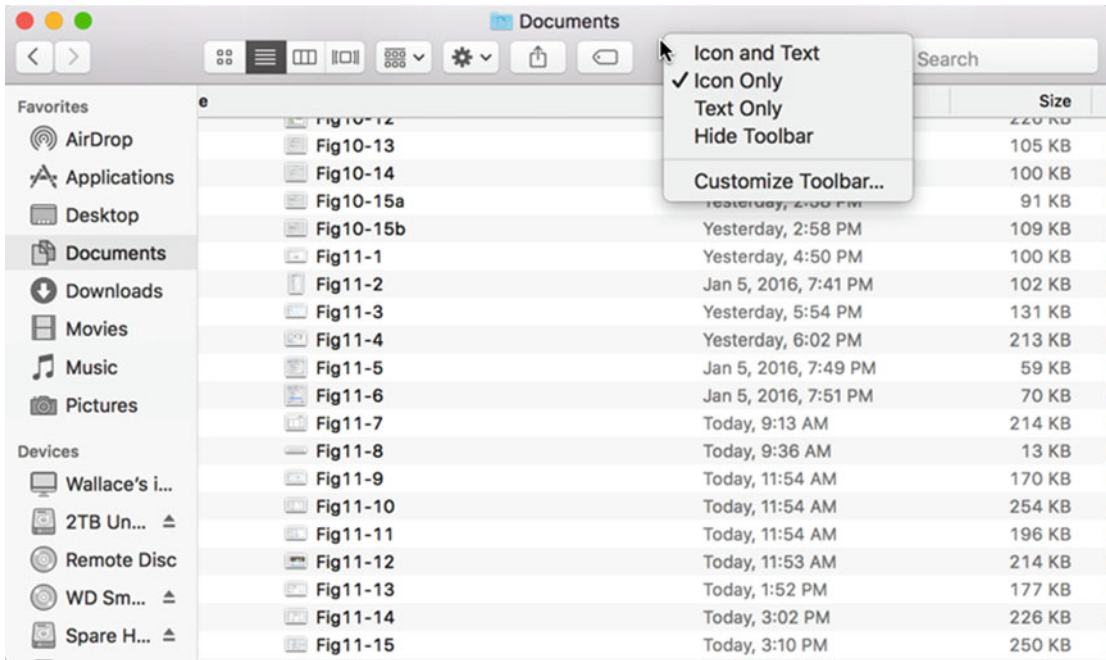 Documents
Icon and Text
✓ Icon Only
Text Only
Hide Toolbar
Customize Toolbar...
Search
Favorites
AirDrop
Applications
Desktop
Documents
Downloads
Movies
Music
Pictures
Devices
Wallace's i...
2TB Un...
Remote Disc
WD Sm...
Spare H...
e Size
Fig10-12 220 KB
Fig10-13 105 KB
Fig10-14 100 KB
Fig10-15a Yesterday, 2:58 PM 91 KB
Fig10-15b Yesterday, 2:58 PM 109 KB
Fig11-1 Yesterday, 4:50 PM 100 KB
Fig11-2 Jan 5, 2016, 7:41 PM 102 KB
Fig11-3 Yesterday, 5:54 PM 131 KB
Fig11-4 Yesterday, 6:02 PM 213 KB
Fig11-5 Jan 5, 2016, 7:49 PM 59 KB
Fig11-6 Jan 5, 2016, 7:51 PM 70 KB
Fig11-7 Today, 9:13 AM 214 KB
Fig11-8 Today, 9:36 AM 13 KB
Fig11-9 Today, 11:54 AM 170 KB
Fig11-10 Today, 11:54 AM 254 KB
Fig11-11 Today, 11:54 AM 196 KB
Fig11-12 Today, 11:53 AM 214 KB
Fig11-13 Today, 1:52 PM 177 KB
Fig11-14 Today, 3:02 PM 226 KB
Fig11-15 Today, 3:10 PM 250 KB